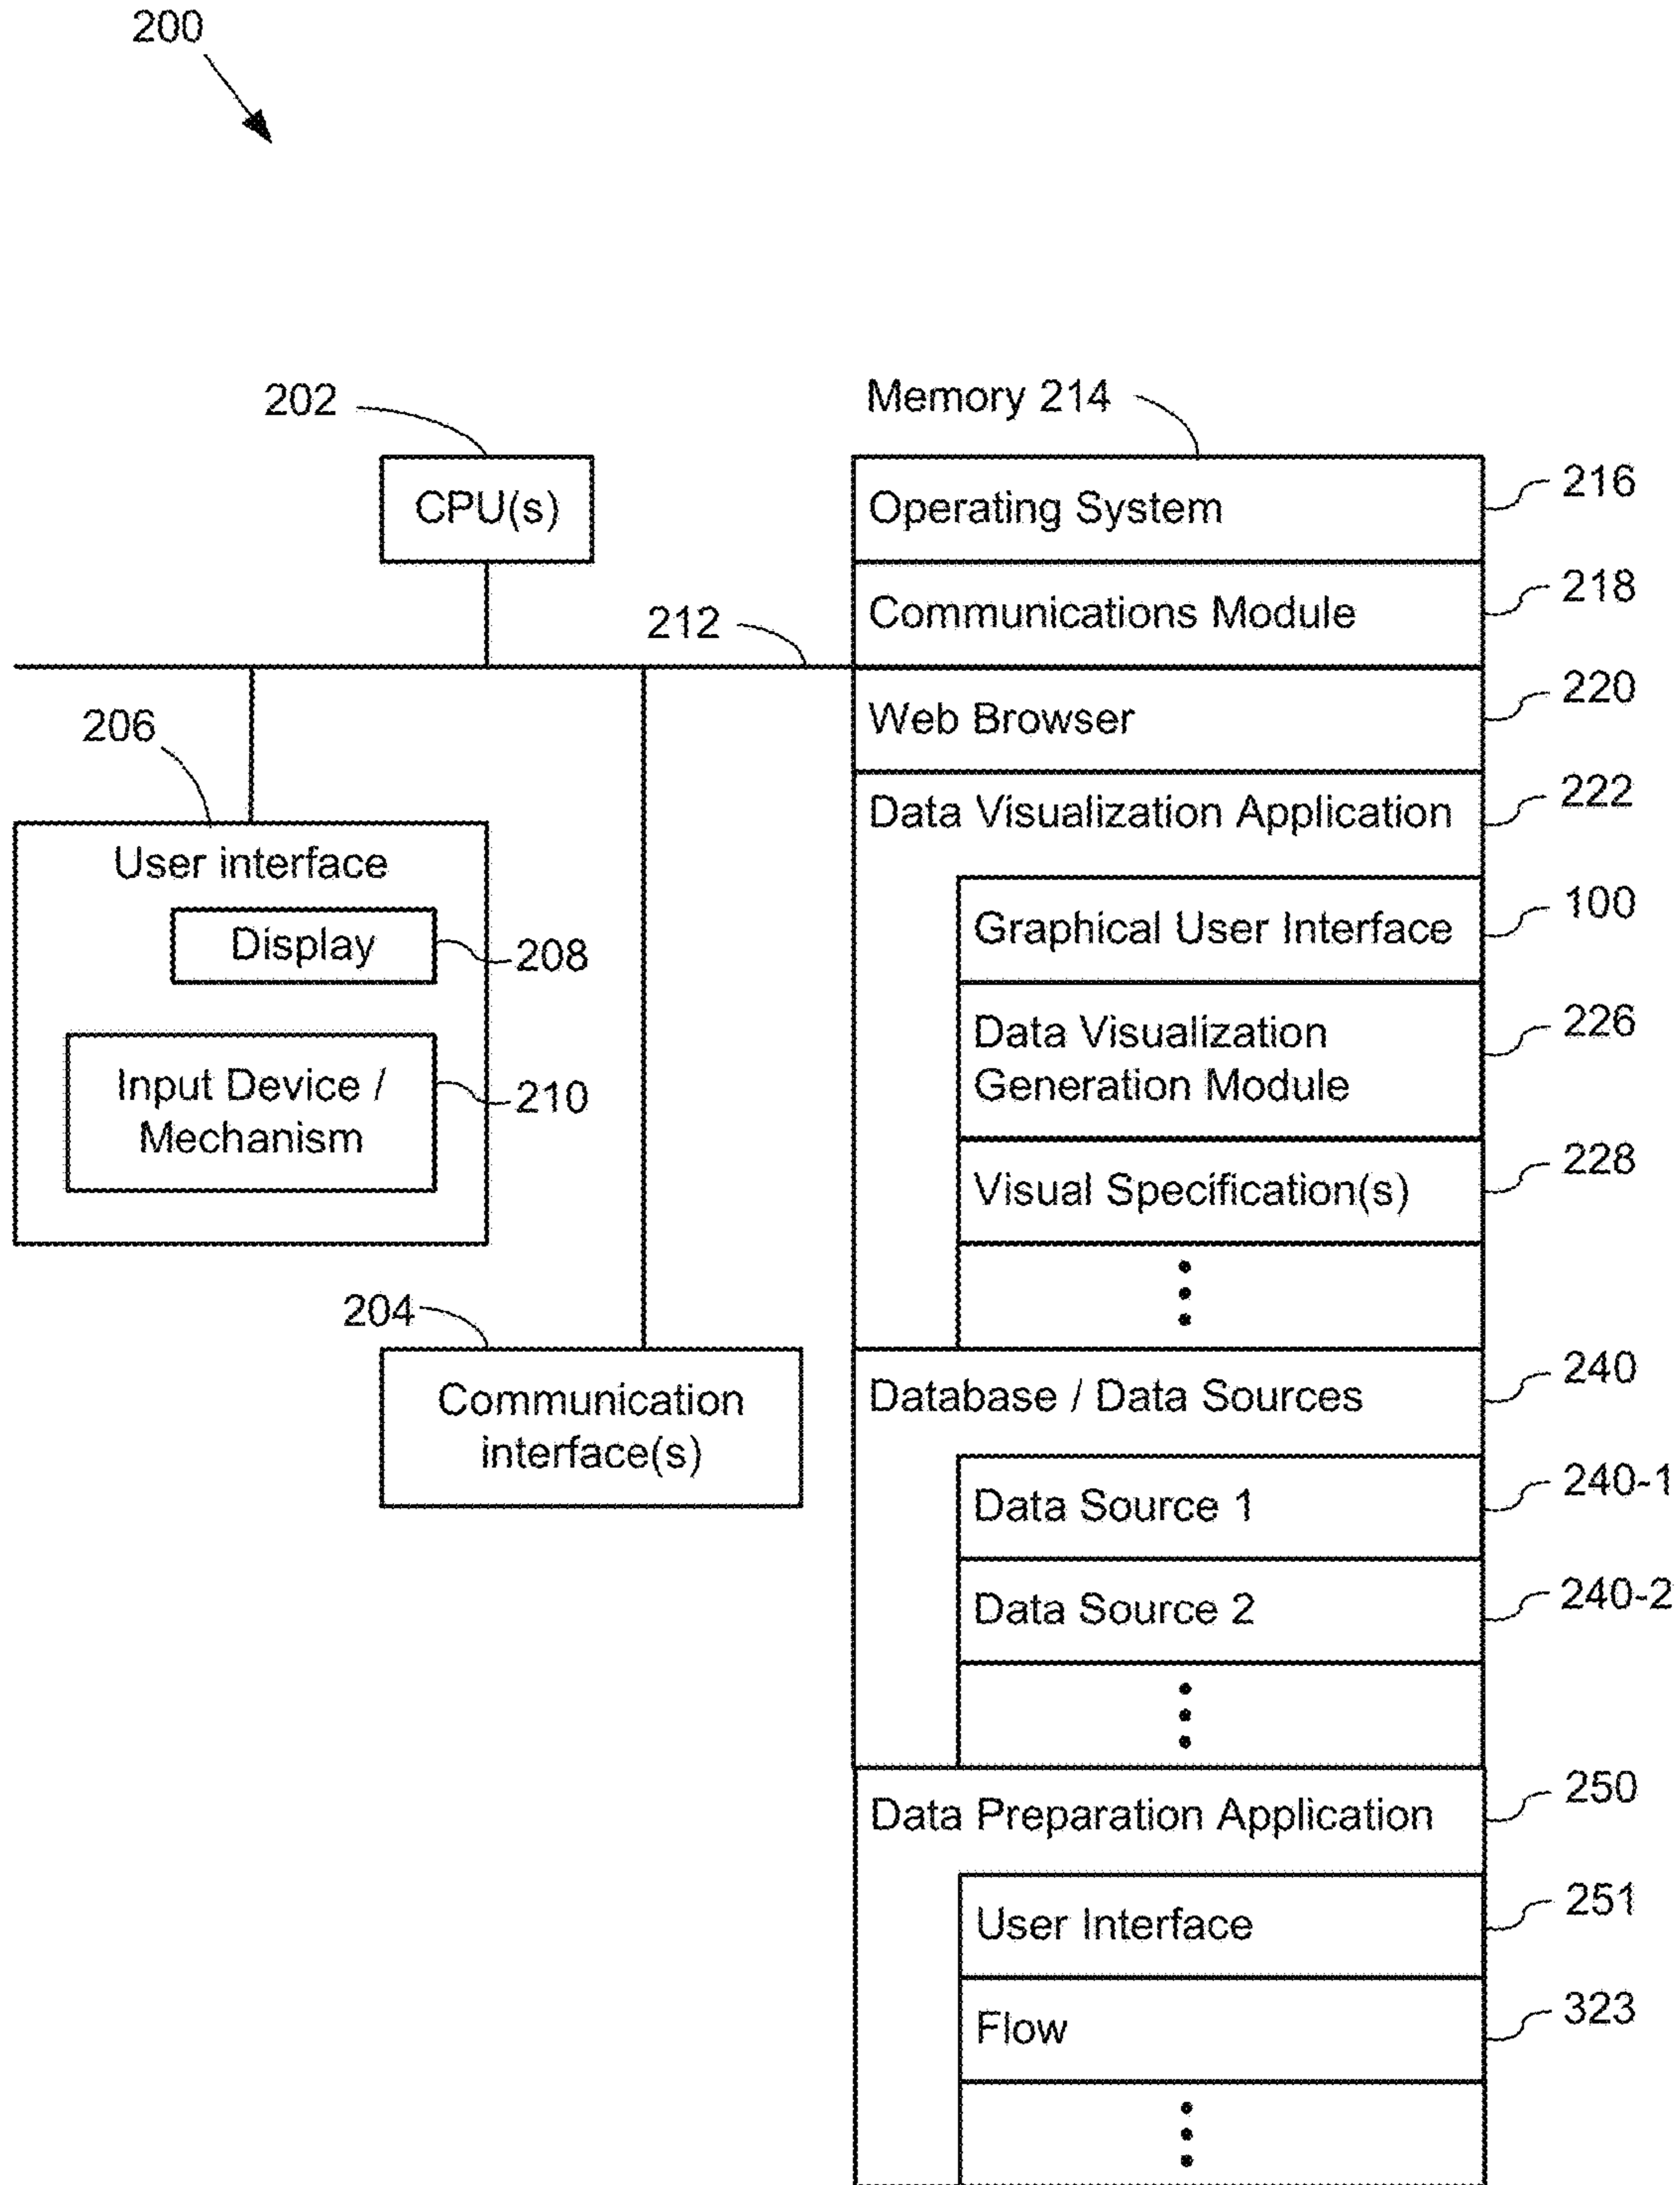 200
202
CPU(s)
212
206
User interface
Display
208
Input Device /
Mechanism
210
204
Communication
interface(s)
Memory 214
Operating System
216
Communications Module
218
Web Browser
220
Data Visualization Application
222
Graphical User Interface
100
Data Visualization
Generation Module
226
Visual Specification(s)
228
Database / Data Sources
240
Data Source 1
240-1
Data Source 2
240-2
Data Preparation Application
250
User Interface
251
Flow
323